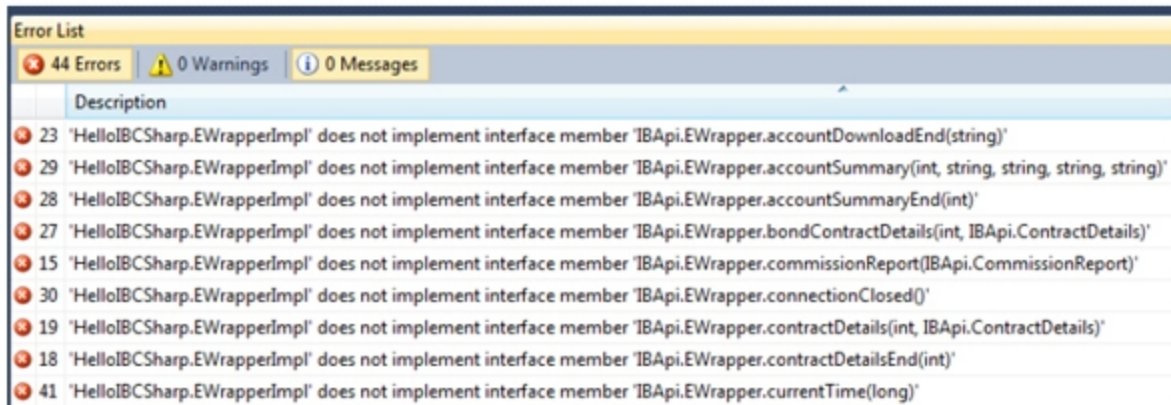 Error List
44 Errors 0 Warnings 0 Messages
Description
23 'HelloIBCSharp.EWrapperImpl' does not implement interface member 'IBApi.EWrapper.accountDownloadEnd(string)'
29 'HelloIBCSharp.EWrapperImpl' does not implement interface member 'IBApi.EWrapper.accountSummary(int, string, string, string, string)'
28 'HelloIBCSharp.EWrapperImpl' does not implement interface member 'IBApi.EWrapper.accountSummaryEnd(int)'
27 'HelloIBCSharp.EWrapperImpl' does not implement interface member 'IBApi.EWrapper.bondContractDetails(int, IBApi.ContractDetails)'
15 'HelloIBCSharp.EWrapperImpl' does not implement interface member 'IBApi.EWrapper.commissionReport(IBApi.CommissionReport)'
30 'HelloIBCSharp.EWrapperImpl' does not implement interface member 'IBApi.EWrapper.connectionClosed()'
19 'HelloIBCSharp.EWrapperImpl' does not implement interface member 'IBApi.EWrapper.contractDetails(int, IBApi.ContractDetails)'
18 'HelloIBCSharp.EWrapperImpl' does not implement interface member 'IBApi.EWrapper.contractDetailsEnd(int)'
41 'HelloIBCSharp.EWrapperImpl' does not implement interface member 'IBApi.EWrapper.currentTime(long)'